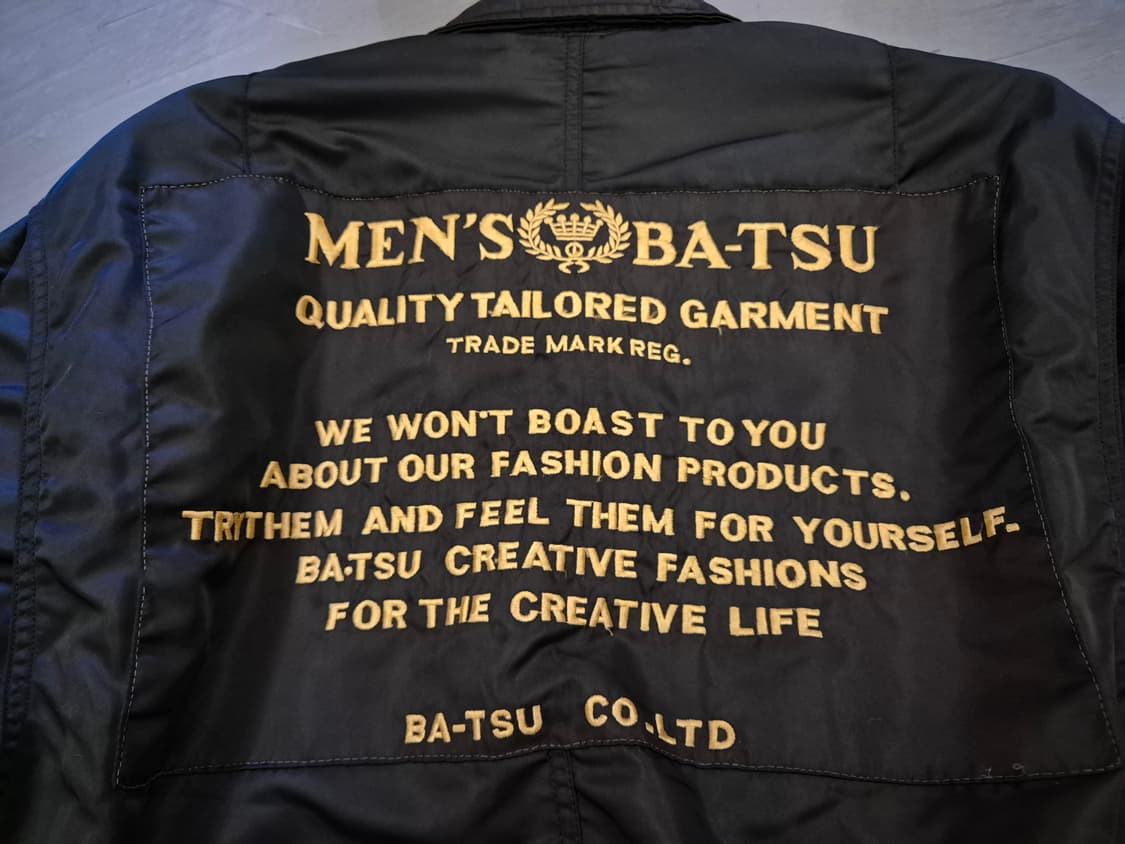 MEN'S BA-TSU
QUALITY TAILORED GARMENT
TRADE MARK REG.
WE WON'T BOAST TO YOU
ABOUT OUR FASHION PRODUCTS.
TRY THEM AND FEEL THEM FOR YOURSELF.
BA-TSU CREATIVE FASHIONS
FOR THE CREATIVE LIFE
BA-TSU CO.LTD